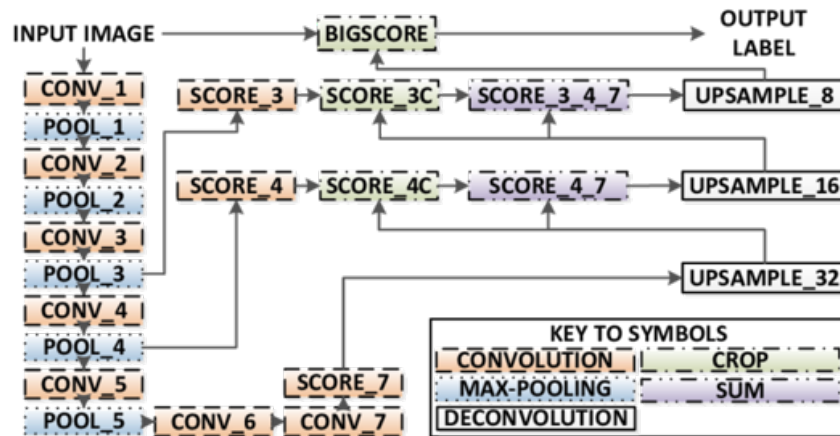 INPUT IMAGE
BIGSCORE
OUTPUT
LABEL
CONV_1
POOL_1
CONV_2
POOL_2
CONV_3
POOL_3
CONV_4
POOL_4
CONV_5
POOL_5
CONV_6
CONV_7
SCORE_7
SCORE_3
SCORE_3C
SCORE_3_4_7
UPSAMPLE_8
SCORE_4
SCORE_4C
SCORE_4_7
UPSAMPLE_16
UPSAMPLE_32
KEY TO SYMBOLS
CONVOLUTION
CROP
MAX-POOLING
SUM
DECONVOLUTION